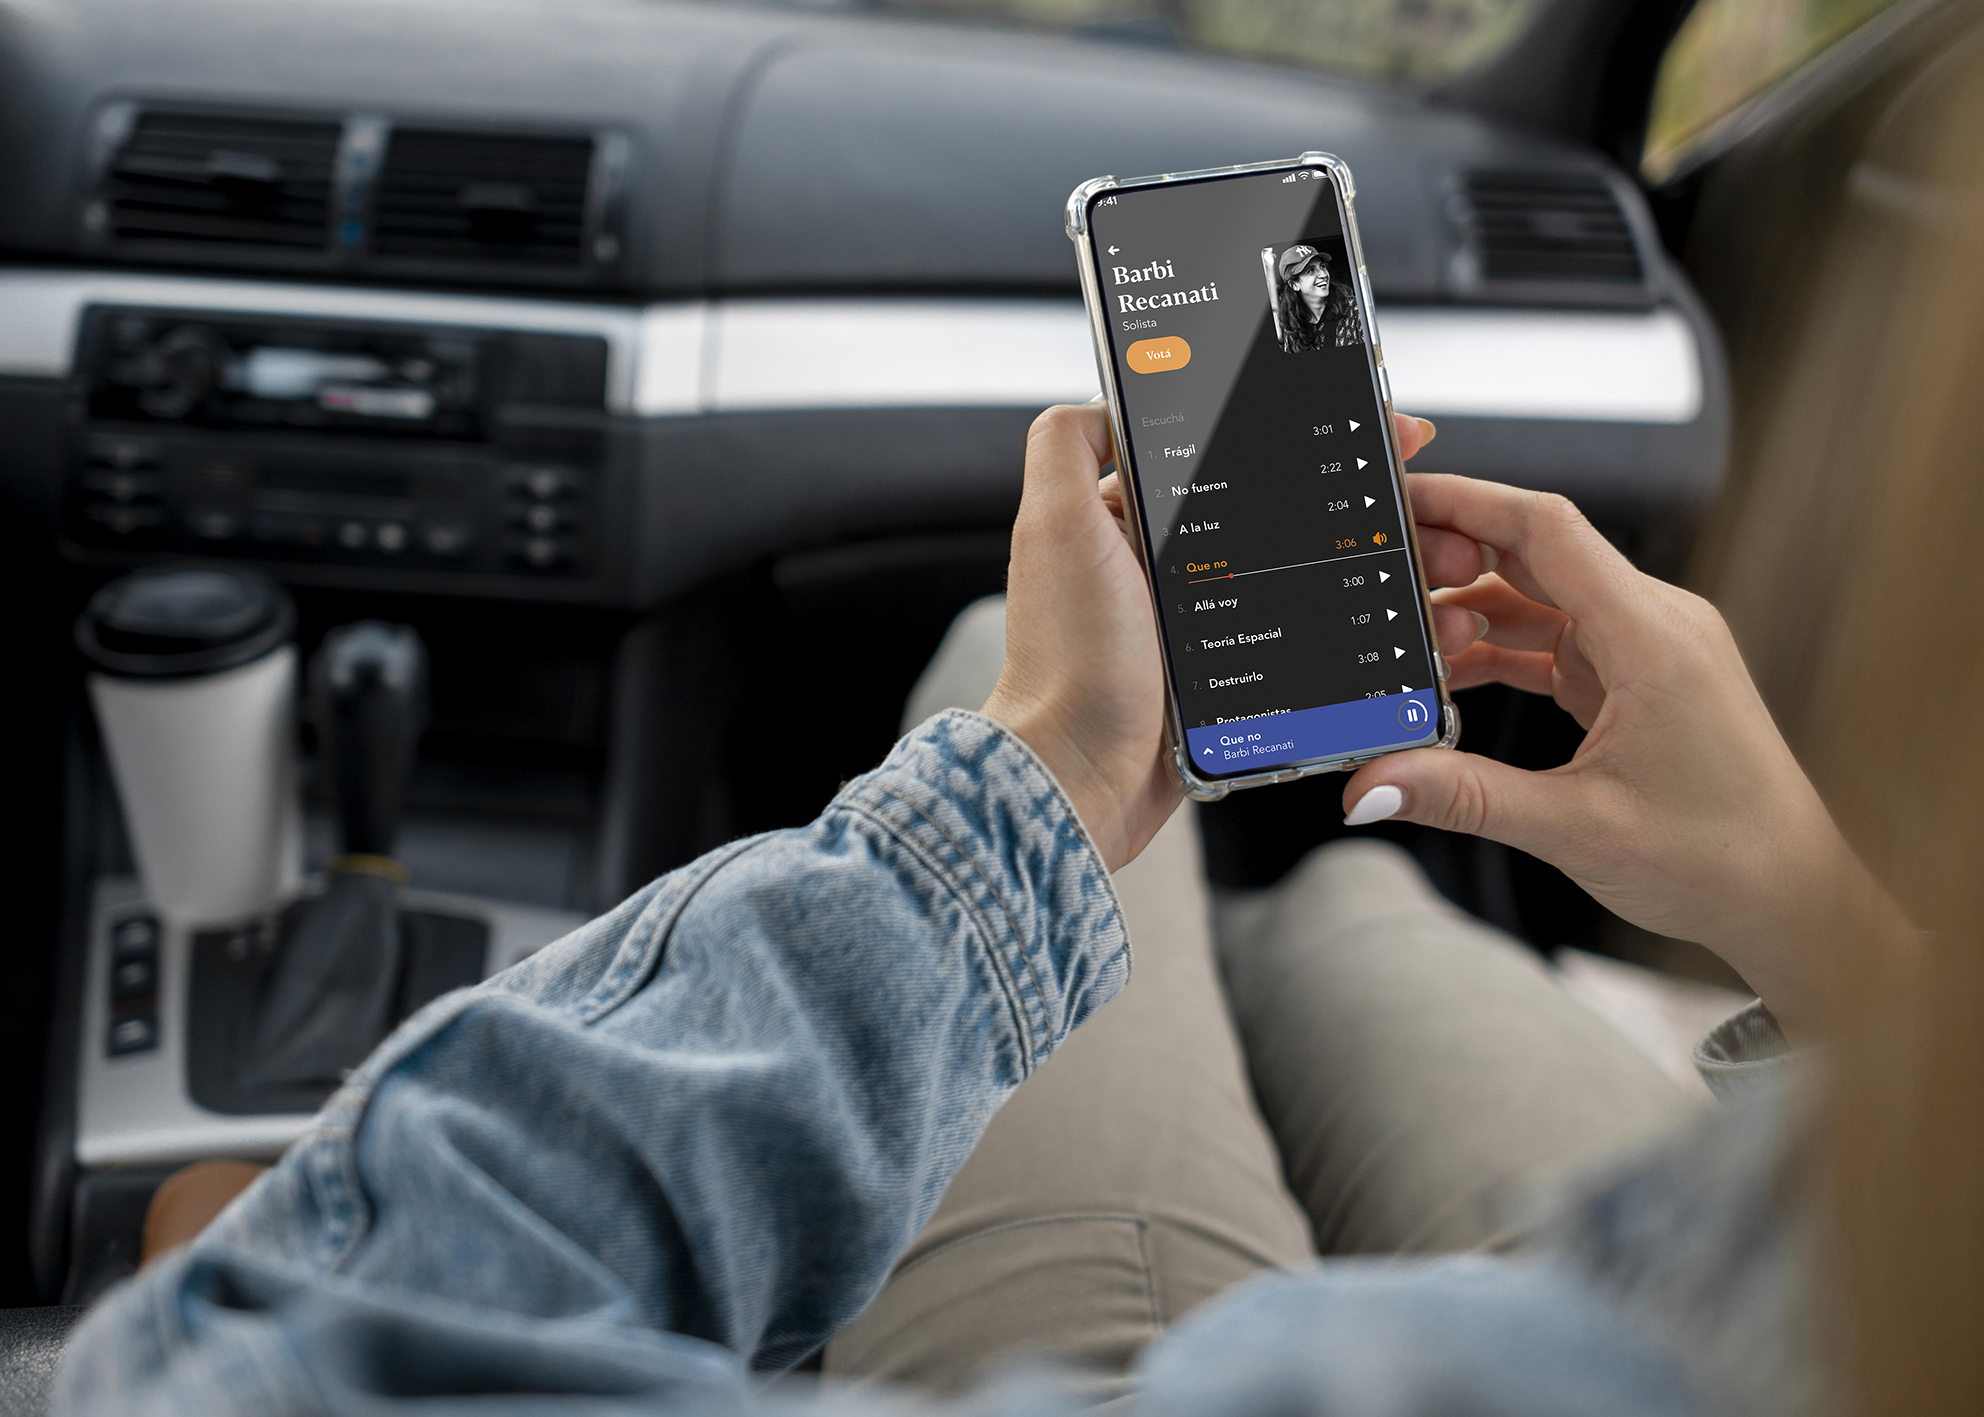 9:41
Barbi
Recanati
Solista
Votá
Escuchá
1. Frágil 3:01
2. No fueron 2:22
3. A la luz 2:04
4. Que no 3:06
5. Allá voy 3:00
6. Teoría Espacial 1:07
7. Destruirlo 3:08
8. Protagonistas 2:05
Que no
Barbi Recanati